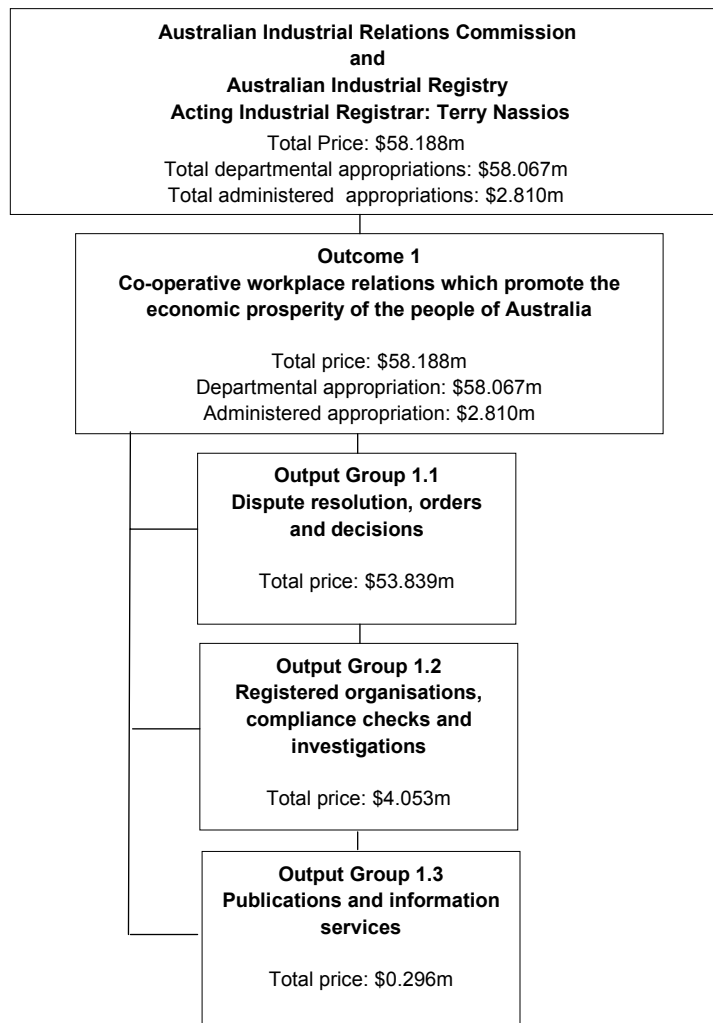 Australian Industrial Relations Commission
and
Australian Industrial Registry
Acting Industrial Registrar: Terry Nassios
Total Price: $58.188m
Total departmental appropriations: $58.067m
Total administered  appropriations: $2.810m
Outcome 1
Co-operative workplace relations which promote the
economic prosperity of the people of Australia
Total price: $58.188m
Departmental appropriation: $58.067m
Administered appropriation: $2.810m
Output Group 1.1
Dispute resolution, orders
and decisions
Total price: $53.839m
Output Group 1.2
Registered organisations,
compliance checks and
investigations
Total price: $4.053m
Output Group 1.3
Publications and information
services
Total price: $0.296m